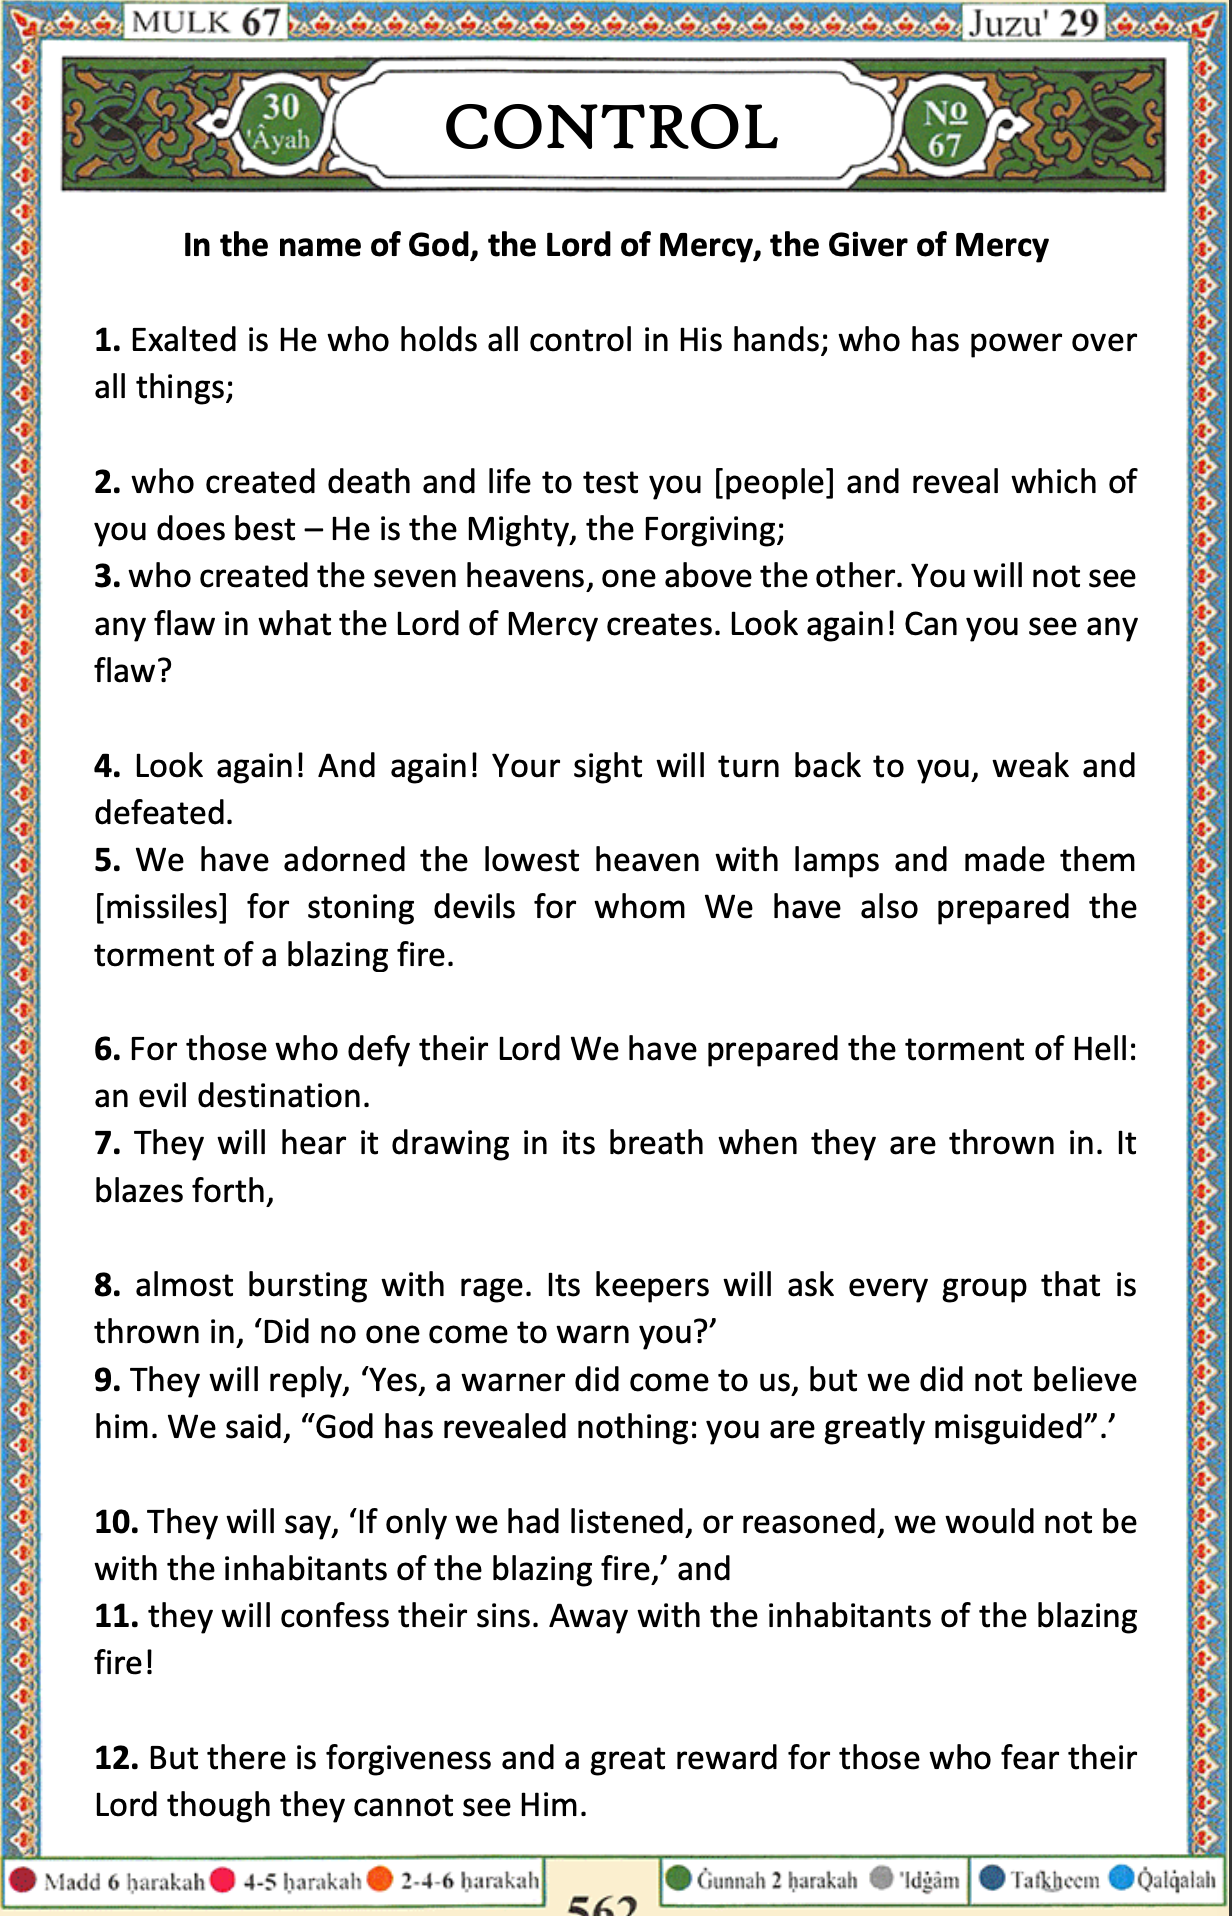 MULK 67
Juzu' 29
30
'Âyah
CONTROL
No
67
In the name of God, the Lord of Mercy, the Giver of Mercy
1. Exalted is He who holds all control in His hands; who has power over
all things;
2. who created death and life to test you [people] and reveal which of
you does best – He is the Mighty, the Forgiving;
3. who created the seven heavens, one above the other. You will not see
any flaw in what the Lord of Mercy creates. Look again! Can you see any
flaw?
4. Look again! And again! Your sight will turn back to you, weak and
defeated.
5. We have adorned the lowest heaven with lamps and made them
[missiles] for stoning devils for whom We have also prepared the
torment of a blazing fire.
6. For those who defy their Lord We have prepared the torment of Hell:
an evil destination.
7. They will hear it drawing in its breath when they are thrown in. It
blazes forth,
8. almost bursting with rage. Its keepers will ask every group that is
thrown in, ‘Did no one come to warn you?’
9. They will reply, ‘Yes, a warner did come to us, but we did not believe
him. We said, “God has revealed nothing: you are greatly misguided”.’
10. They will say, ‘If only we had listened, or reasoned, we would not be
with the inhabitants of the blazing fire,’ and
11. they will confess their sins. Away with the inhabitants of the blazing
fire!
12. But there is forgiveness and a great reward for those who fear their
Lord though they cannot see Him.
Madd 6 ḥarakah 4-5 ḥarakah 2-4-6 ḥarakah
562
Ġunnah 2 ḥarakah 'Idġâm Tafkheem Q̇alq̇alah